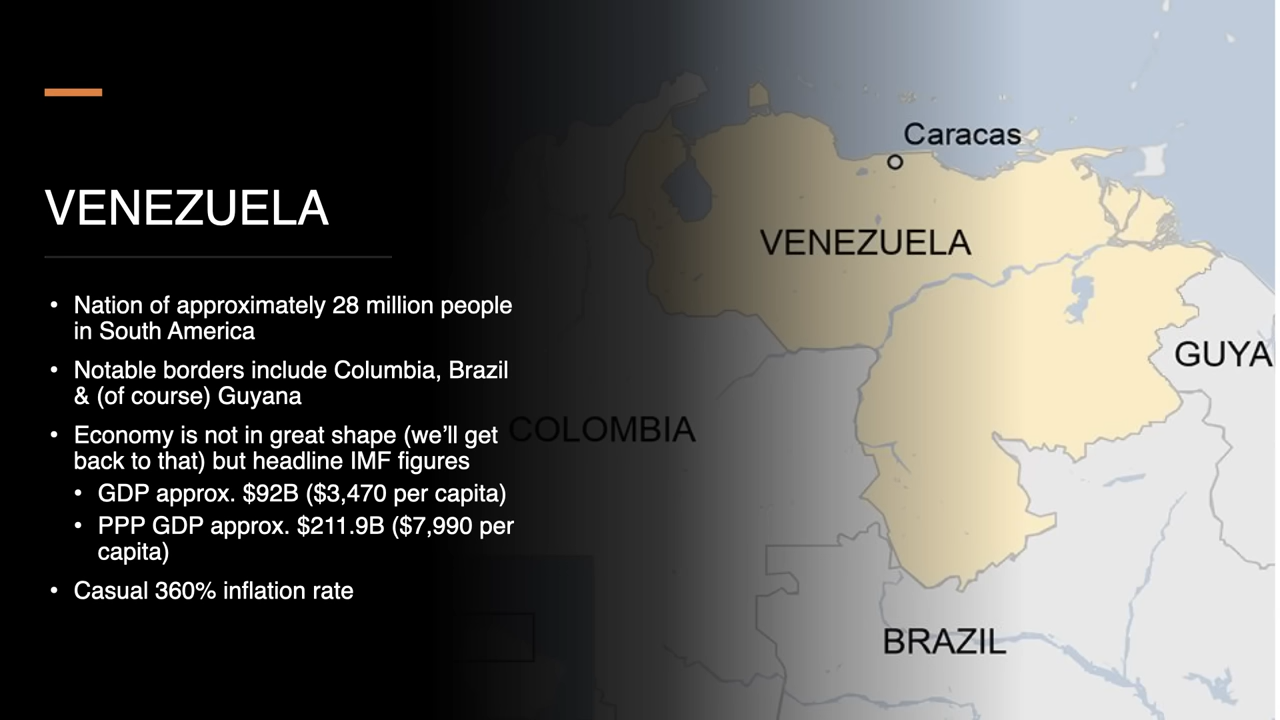 VENEZUELA
• Nation of approximately 28 million people
in South America
• Notable borders include Columbia, Brazil
& (of course) Guyana
• Economy is not in great shape (we’ll get
back to that) but headline IMF figures
• GDP approx. $92B ($3,470 per capita)
• PPP GDP approx. $211.9B ($7,990 per
capita)
• Casual 360% inflation rate
Caracas
VENEZUELA
GUYA
COLOMBIA
BRAZIL